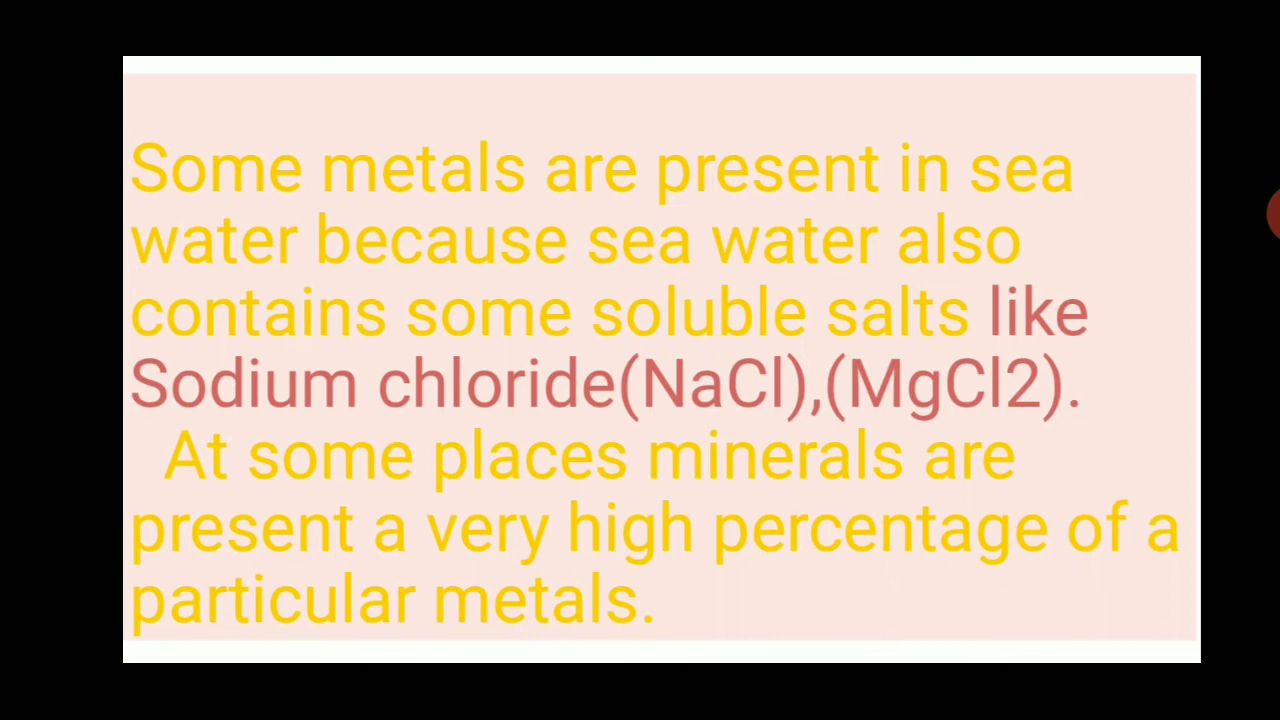 Some metals are present in sea
water because sea water also
contains some soluble salts like
Sodium chloride(NaCl),(MgCl2).
At some places minerals are
present a very high percentage of a
particular metals.